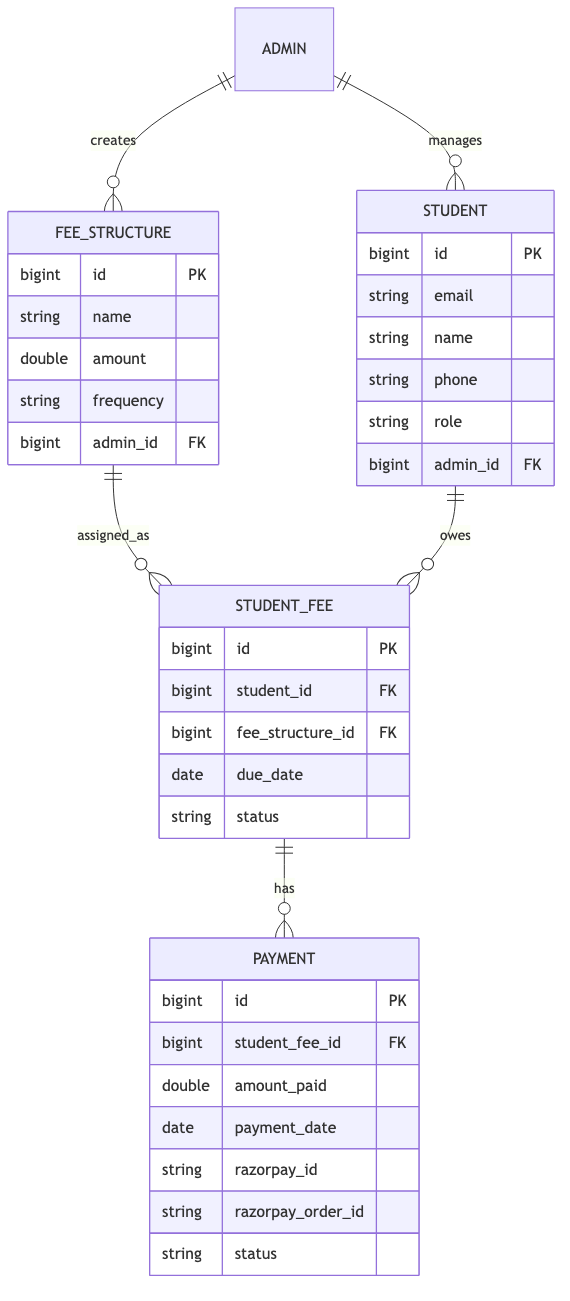 ADMIN
creates
manages
FEE_STRUCTURE
bigint id PK
string name
double amount
string frequency
bigint admin_id FK
STUDENT
bigint id PK
string email
string name
string phone
string role
bigint admin_id FK
assigned_as
owes
STUDENT_FEE
bigint id PK
bigint student_id FK
bigint fee_structure_id FK
date due_date
string status
has
PAYMENT
bigint id PK
bigint student_fee_id FK
double amount_paid
date payment_date
string razorpay_id
string razorpay_order_id
string status